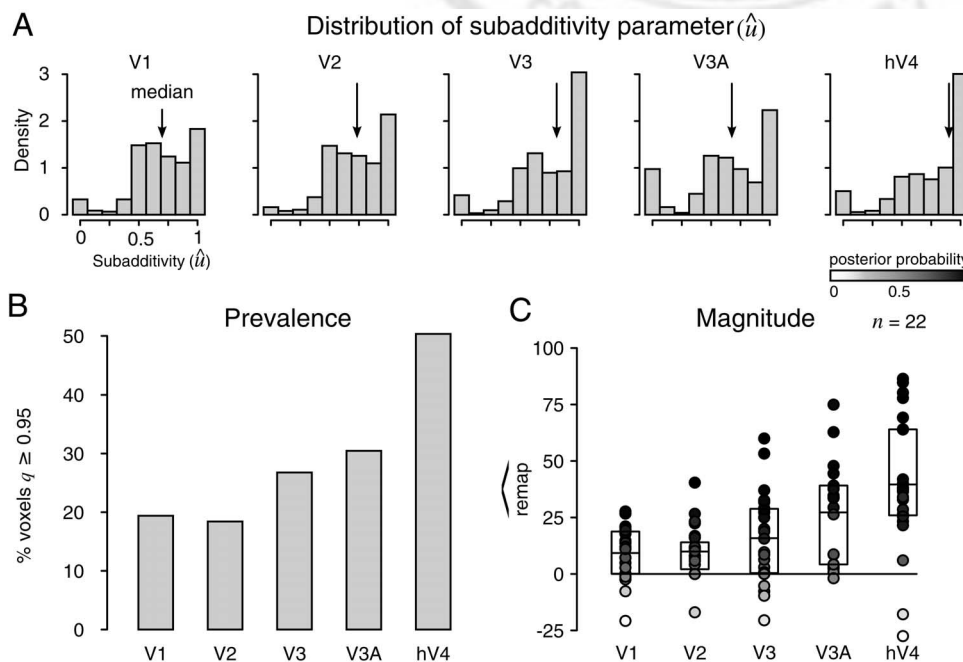 A Distribution of subadditivity parameter (û)
V1 V2 V3 V3A hV4
median
Density
3
2
1
0
0 0.5 1
Subadditivity (û)
posterior probability
0 0.5
B Prevalence
% voxels q ≥ 0.95
50
40
30
20
10
0
V1 V2 V3 V3A hV4
C Magnitude n = 22
remap
100
75
50
25
0
-25
V1 V2 V3 V3A hV4